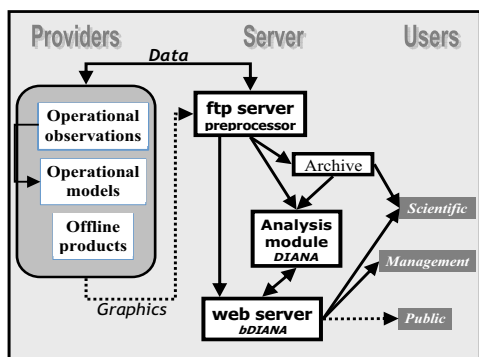 Providers
Server
Users
Data
Operational
observations
Operational
models
Offline
products
Graphics
ftp server
preprocessor
Archive
Analysis
module
DIANA
web server
bDIANA
Scientific
Management
Public